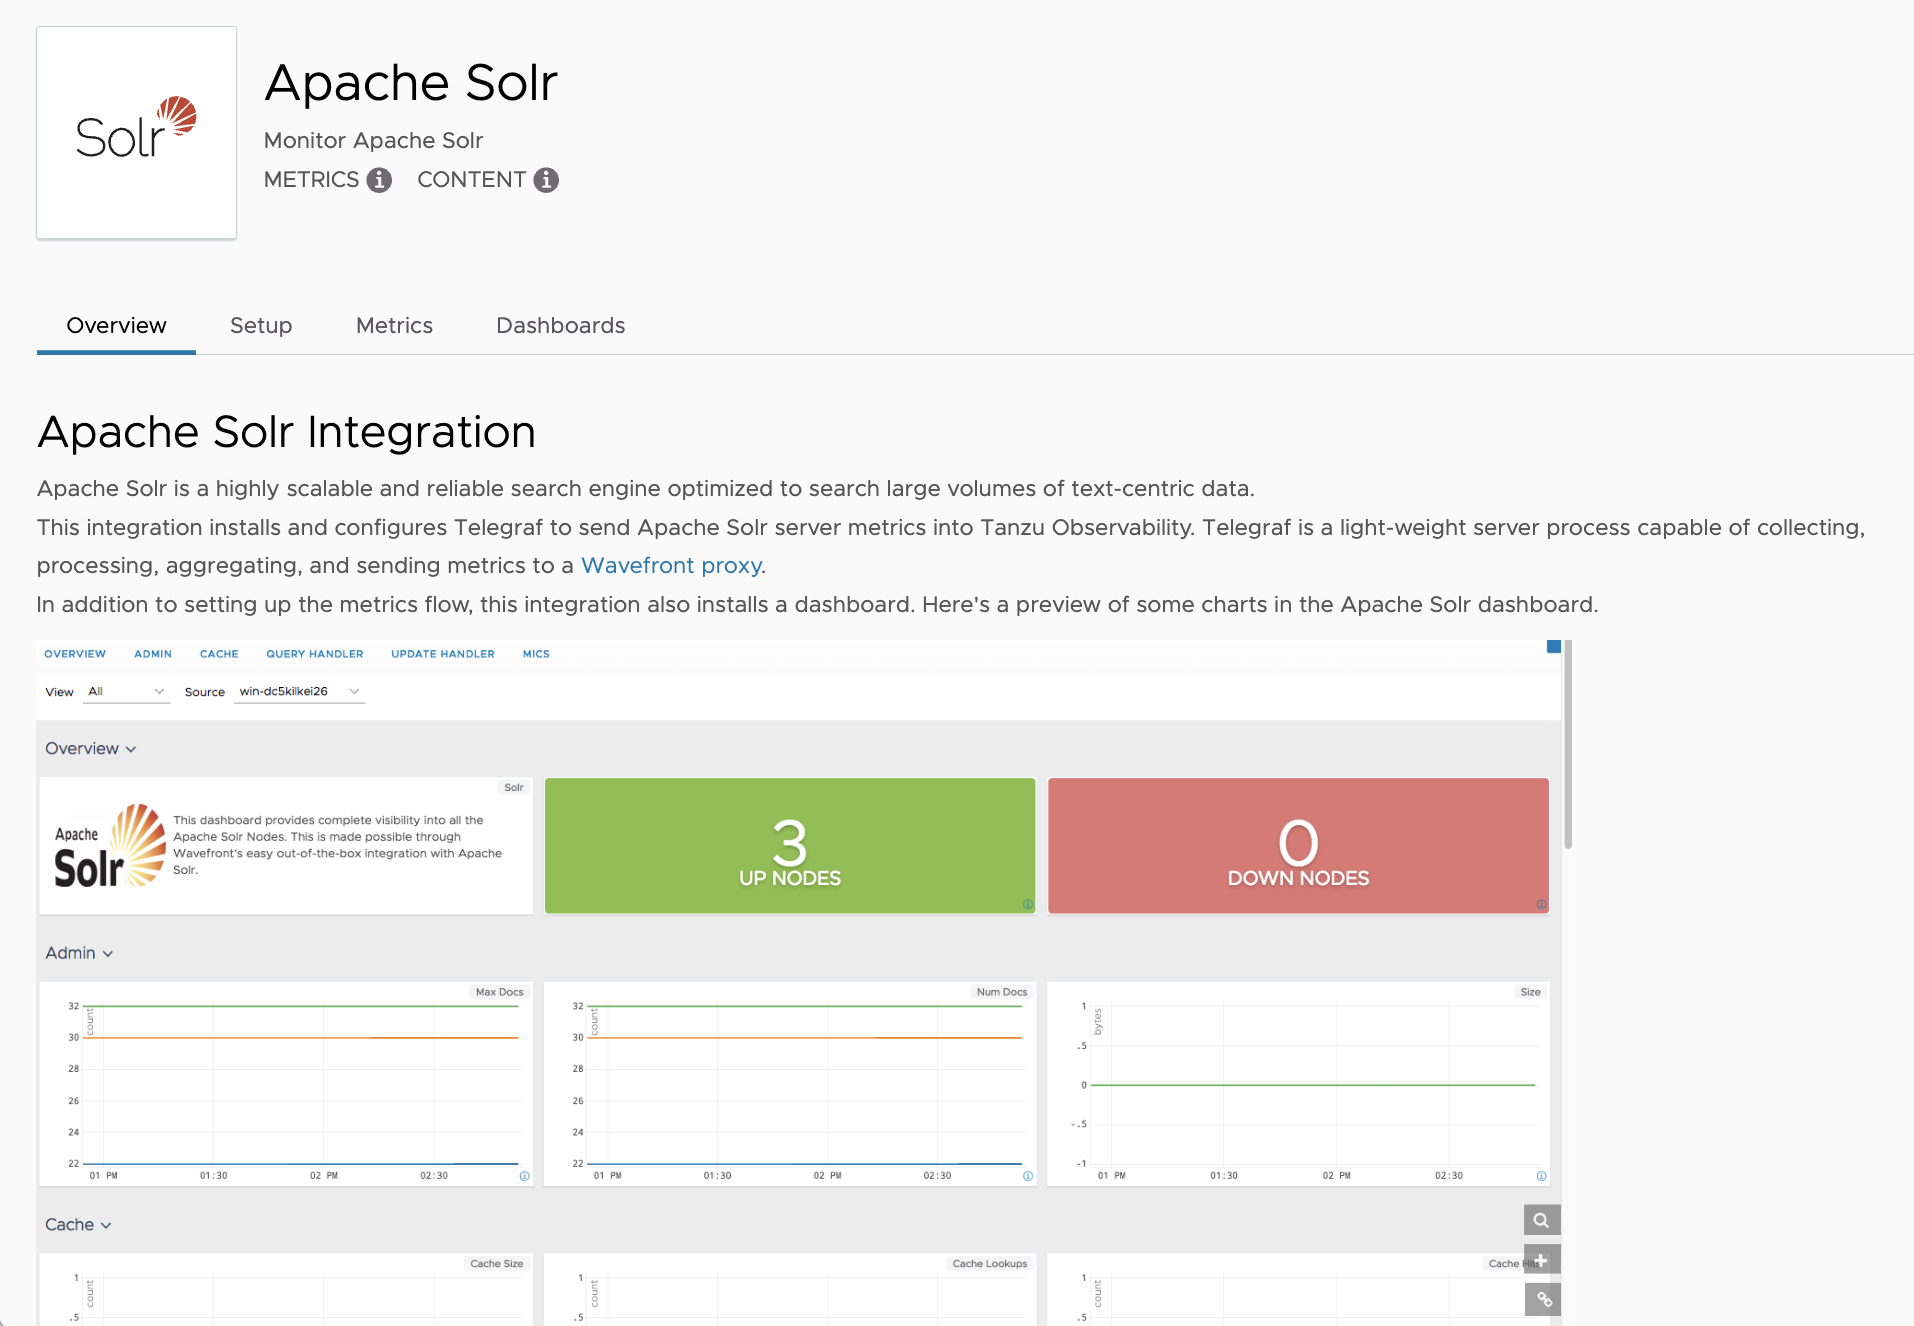 Solr
Apache Solr
Monitor Apache Solr
METRICS CONTENT
Overview Setup Metrics Dashboards
Apache Solr Integration
Apache Solr is a highly scalable and reliable search engine optimized to search large volumes of text-centric data.
This integration installs and configures Telegraf to send Apache Solr server metrics into Tanzu Observability. Telegraf is a light-weight server process capable of collecting,
processing, aggregating, and sending metrics to a Wavefront proxy.
In addition to setting up the metrics flow, this integration also installs a dashboard. Here's a preview of some charts in the Apache Solr dashboard.
OVERVIEW ADMIN CACHE QUERY HANDLER UPDATE HANDLER MICS
View All Source win-dc5kilkei26
Overview
Solr
Apache
Solr
This dashboard provides complete visibility into all the
Apache Solr Nodes. This is made possible through
Wavefront's easy out-of-the-box integration with Apache
Solr.
3
UP NODES
0
DOWN NODES
Admin
Max Docs
count
32
30
28
26
24
22
01 PM 01:30 02 PM 02:30
Num Docs
count
32
30
28
26
24
22
01 PM 01:30 02 PM 02:30
Size
bytes
1
.5
0
-.5
-1
01 PM 01:30 02 PM 02:30
Cache
Cache Size
count
1
.5
Cache Lookups
count
1
.5
Cache Hits
count
1
.5